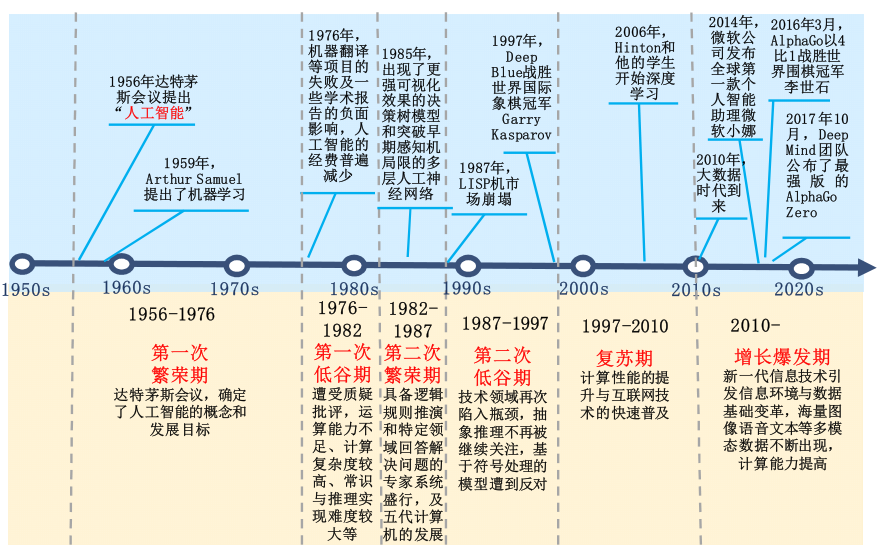 1956年达特茅
斯会议提出
“人工智能”
1959年，
Arthur Samuel
提出了机器学习
1976年，
机器翻译
等项目的
失败及一
些学术报
告的负面
影响，人
工智能的
经费普遍
减少
1985年，
出现了更
强可视化
效果的决
策树模型
和突破早
期感知机
局限的多
层人工神
经网络
1987年，
LISP机市
场崩塌
1997年，
Deep
Blue战胜
世界国际
象棋冠军
Garry
Kasparov
2006年，
Hinton和
他的学生
开始深度
学习
2010年，
大数据
时代到
来
2014年，
微软公
司发布
全球第
一款个
人智能
助理微
软小娜
2016年3月，
AlphaGo以4
比1战胜世
界围棋冠军
李世石
2017年10
月，Deep
Mind团队
公布了最
强版的
AlphaGo
Zero
1950s
1960s
1970s
1980s
1990s
2000s
2010s
2020s
1956-1976
第一次
繁荣期
达特茅斯会议，确定
了人工智能的概念和
发展目标
1976-
1982
第一次
低谷期
遭受质疑
批评，运
算能力不
足、计算
复杂度较
高、常识
与推理实
现难度较
大等
1982-
1987
第二次
繁荣期
具备逻辑
规则推演
和特定领
域回答解
决问题的
专家系统
盛行，及
五代计算
机的发展
1987-1997
第二次
低谷期
技术领域再次
陷入瓶颈，抽
象推理不再被
继续关注，基
于符号处理的
模型遭到反对
1997-2010
复苏期
计算性能的提
升与互联网技
术的快速普及
2010-
增长爆发期
新一代信息技术引
发信息环境与数据
基础变革，海量图
像语音文本等多模
态数据不断出现，
计算能力提高